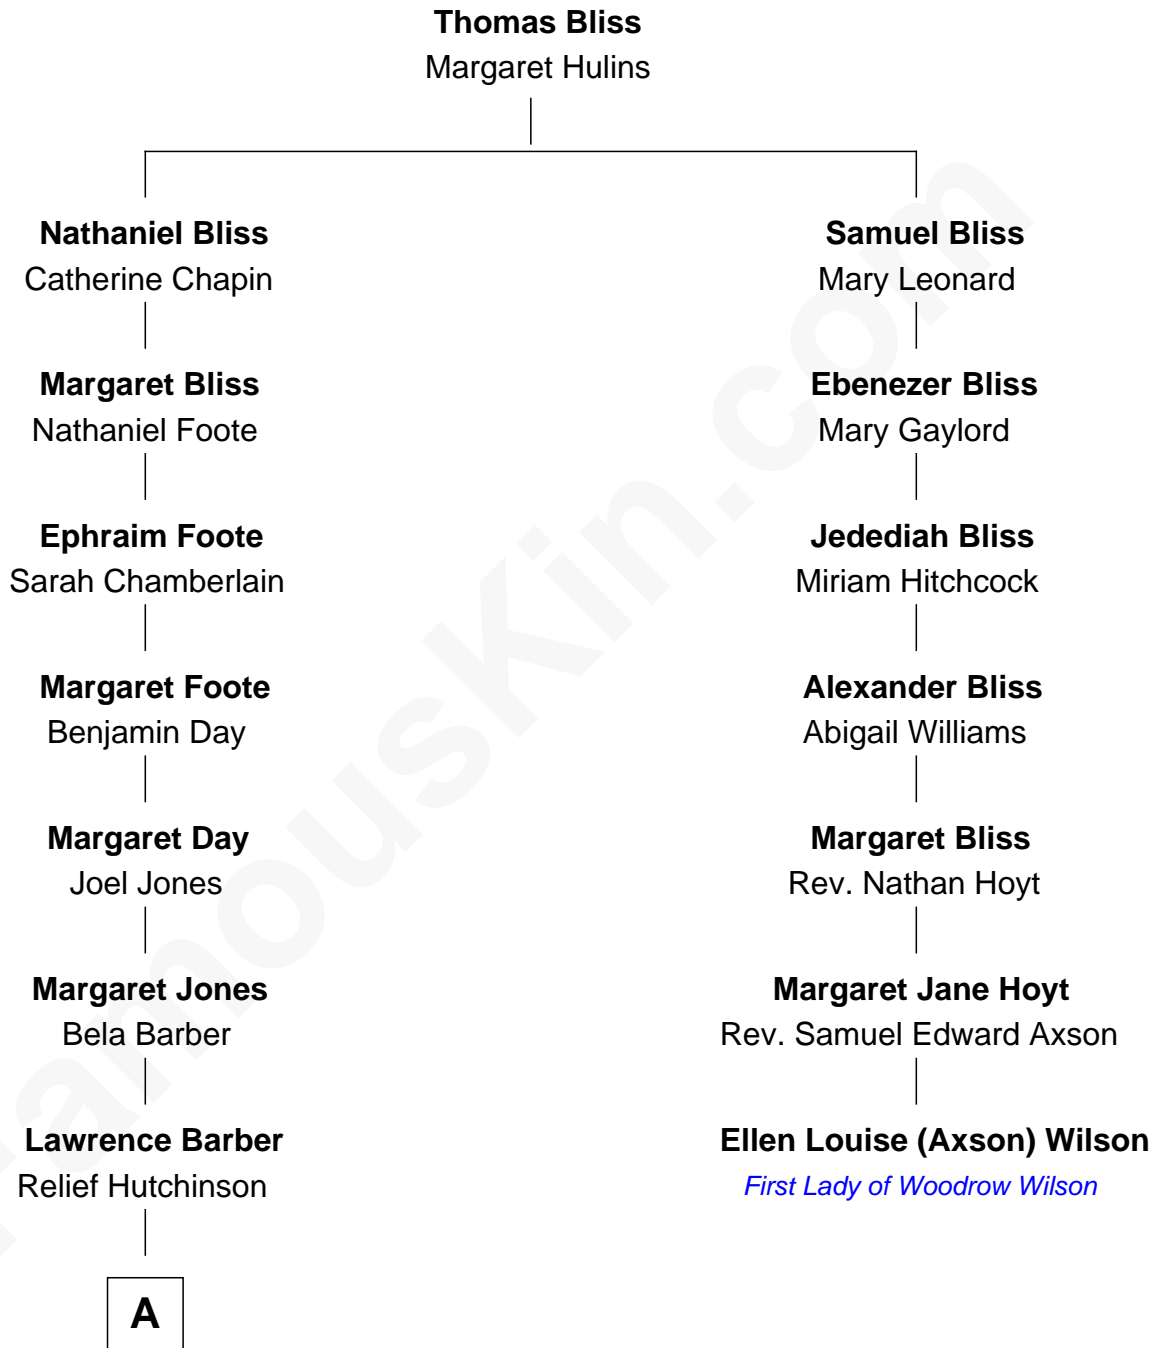 Thomas Bliss
Margaret Hulins
Nathaniel Bliss
Catherine Chapin
Margaret Bliss
Nathaniel Foote
Ephraim Foote
Sarah Chamberlain
Margaret Foote
Benjamin Day
Margaret Day
Joel Jones
Margaret Jones
Bela Barber
Lawrence Barber
Relief Hutchinson
A
Samuel Bliss
Mary Leonard
Ebenezer Bliss
Mary Gaylord
Jedediah Bliss
Miriam Hitchcock
Alexander Bliss
Abigail Williams
Margaret Bliss
Rev. Nathan Hoyt
Margaret Jane Hoyt
Rev. Samuel Edward Axson
Ellen Louise (Axson) Wilson
First Lady of Woodrow Wilson
FamousKin.com